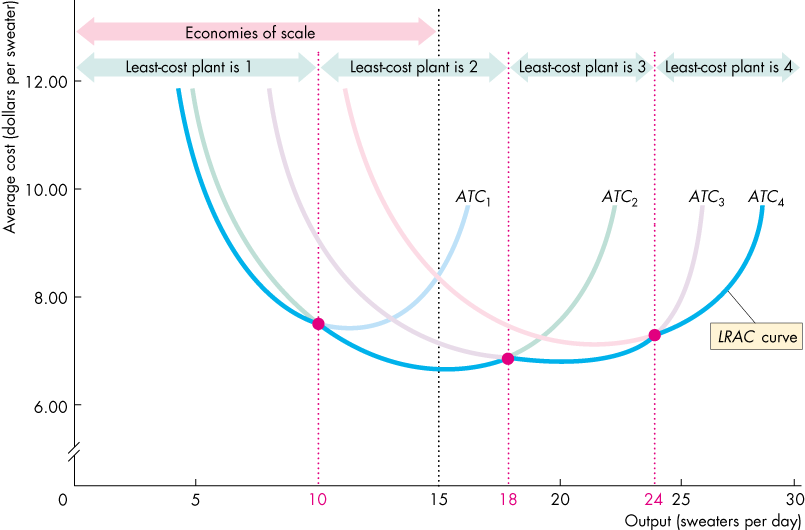 Average cost (dollars per sweater)
Economies of scale
Least-cost plant is 1
Least-cost plant is 2
Least-cost plant is 3
Least-cost plant is 4
12.00
10.00
8.00
6.00
ATC1
ATC2
ATC3
ATC4
LRAC curve
0
5
10
15
18
20
24
25
30
Output (sweaters per day)